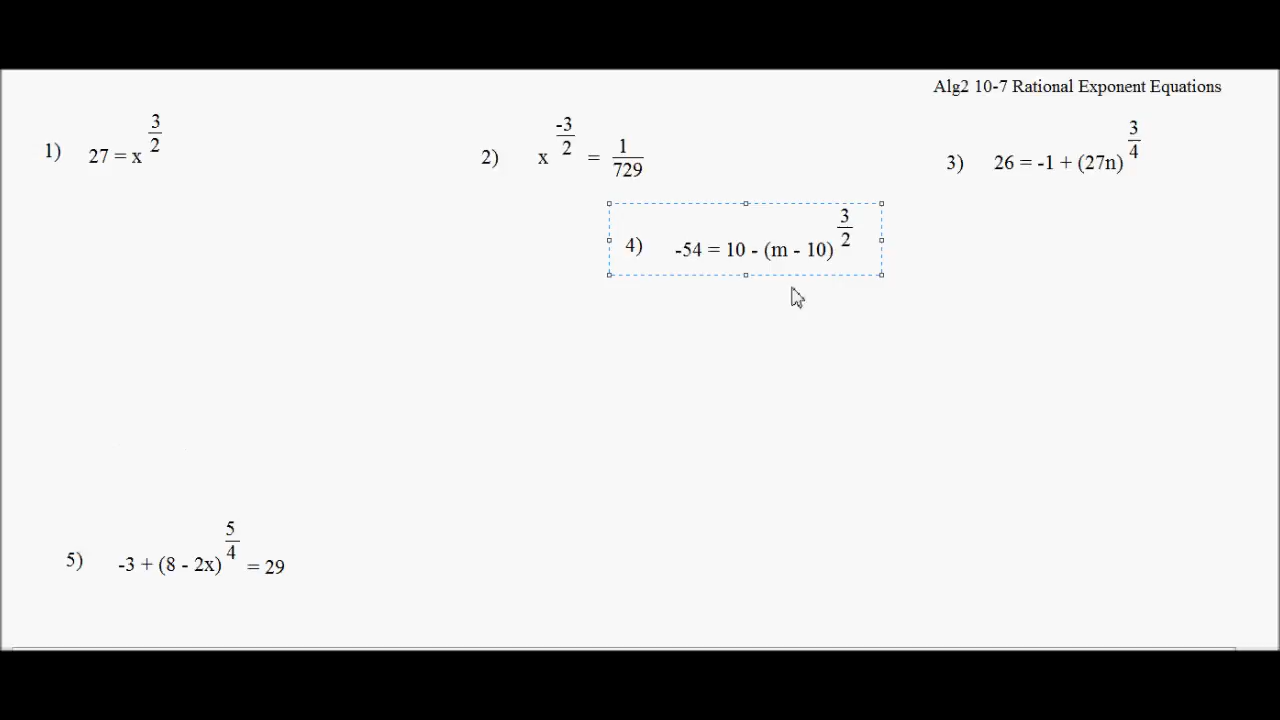 Alg2 10-7 Rational Exponent Equations
1) 27 = x^(3/2)
2) x^(-3/2) = 1/729
3) 26 = -1 + (27n)^(3/4)
4) -54 = 10 - (m - 10)^(3/2)
5) -3 + (8 - 2x)^(5/4) = 29